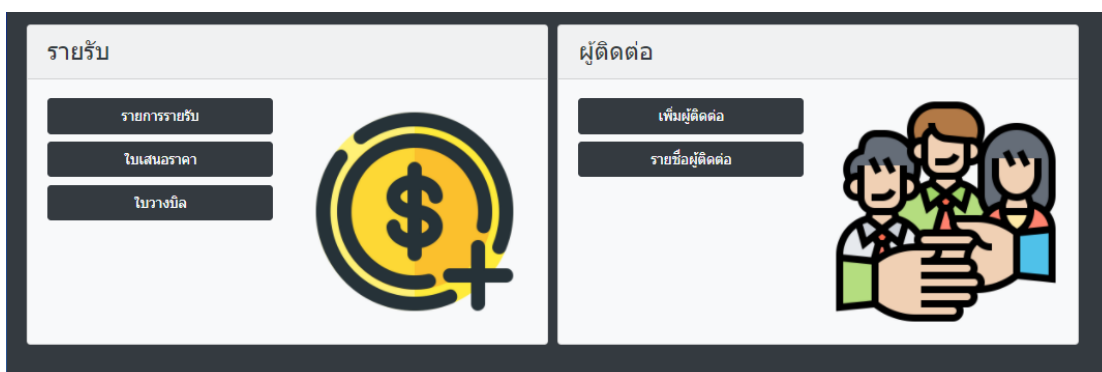 รายรับ
รายการรายรับ
ใบเสนอราคา
ใบวางบิล
ผู้ติดต่อ
เพิ่มผู้ติดต่อ
รายชื่อผู้ติดต่อ